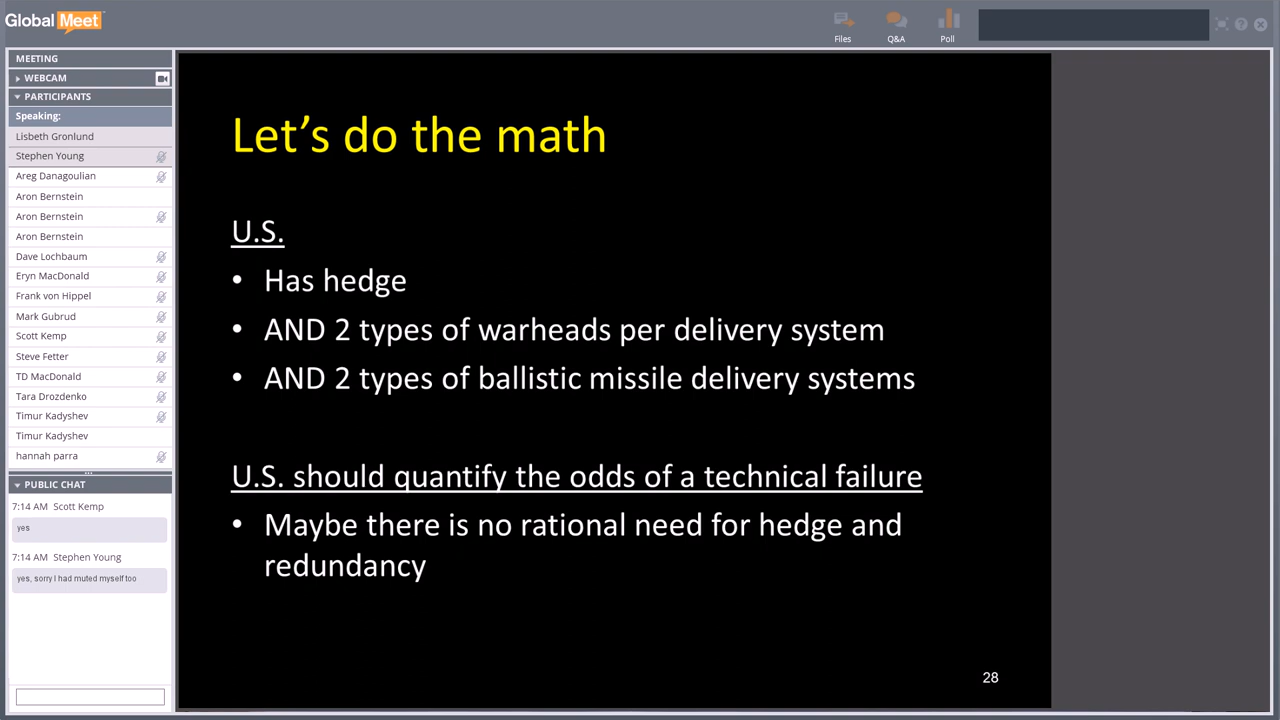 Global Meet
Files
Q&A
Poll
MEETING
WEBCAM
PARTICIPANTS
Speaking:
Lisbeth Gronlund
Stephen Young
Areg Danagoulian
Aron Bernstein
Aron Bernstein
Aron Bernstein
Dave Lochbaum
Eryn MacDonald
Frank von Hippel
Mark Gubrud
Scott Kemp
Steve Fetter
TD MacDonald
Tara Drozdenko
Timur Kadyshev
Timur Kadyshev
hannah parra
PUBLIC CHAT
7:14 AM Scott Kemp
yes
7:14 AM Stephen Young
yes, sorry I had muted myself too
Let’s do the math
U.S.
• Has hedge
• AND 2 types of warheads per delivery system
• AND 2 types of ballistic missile delivery systems
U.S. should quantify the odds of a technical failure
• Maybe there is no rational need for hedge and
redundancy
28